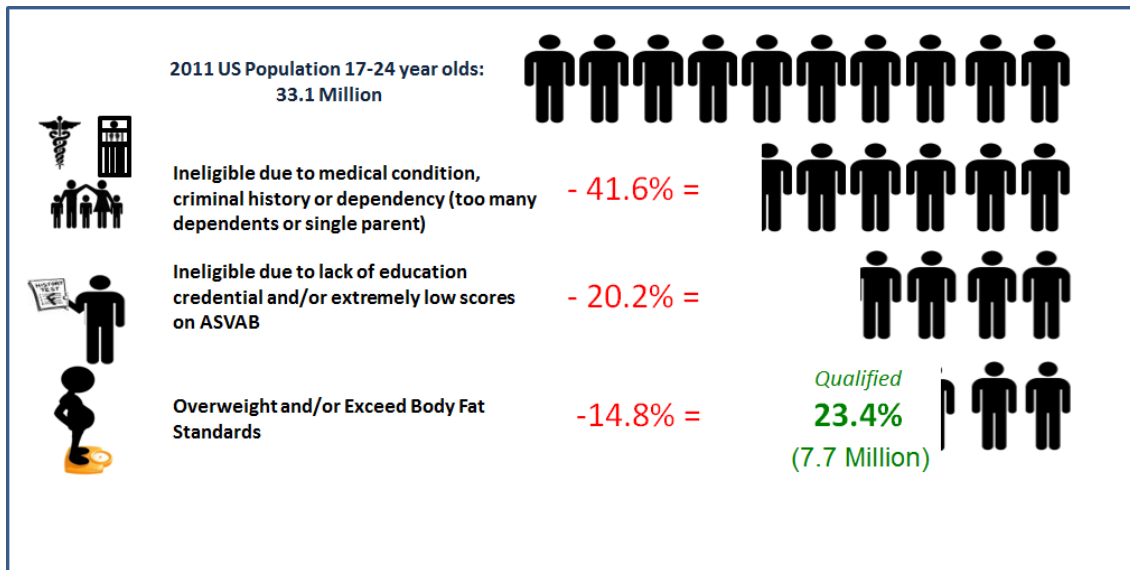 2011 US Population 17-24 year olds:
33.1 Million
Ineligible due to medical condition,
criminal history or dependency (too many
dependents or single parent)
- 41.6% =
Ineligible due to lack of education
credential and/or extremely low scores
on ASVAB
- 20.2% =
HISTORY
TEST
Overweight and/or Exceed Body Fat
Standards
-14.8% =
Qualified
23.4%
(7.7 Million)